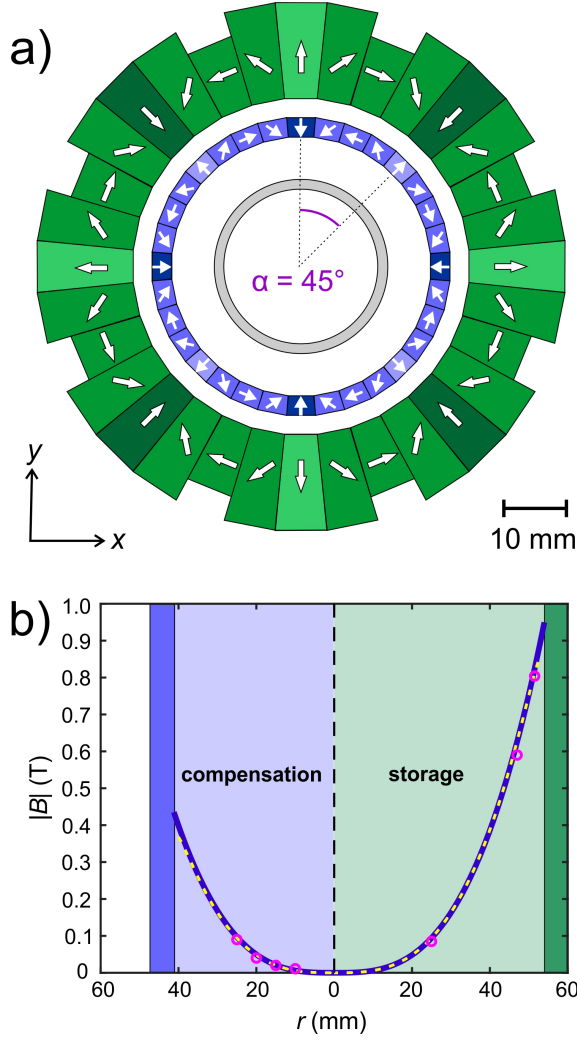 a)
α = 45°
y
x
10 mm
b)
1.0
0.9
0.8
0.7
0.6
0.5
0.4
0.3
0.2
0.1
0
|B| (T)
compensation
storage
60 40 20 0 20 40 60
r (mm)